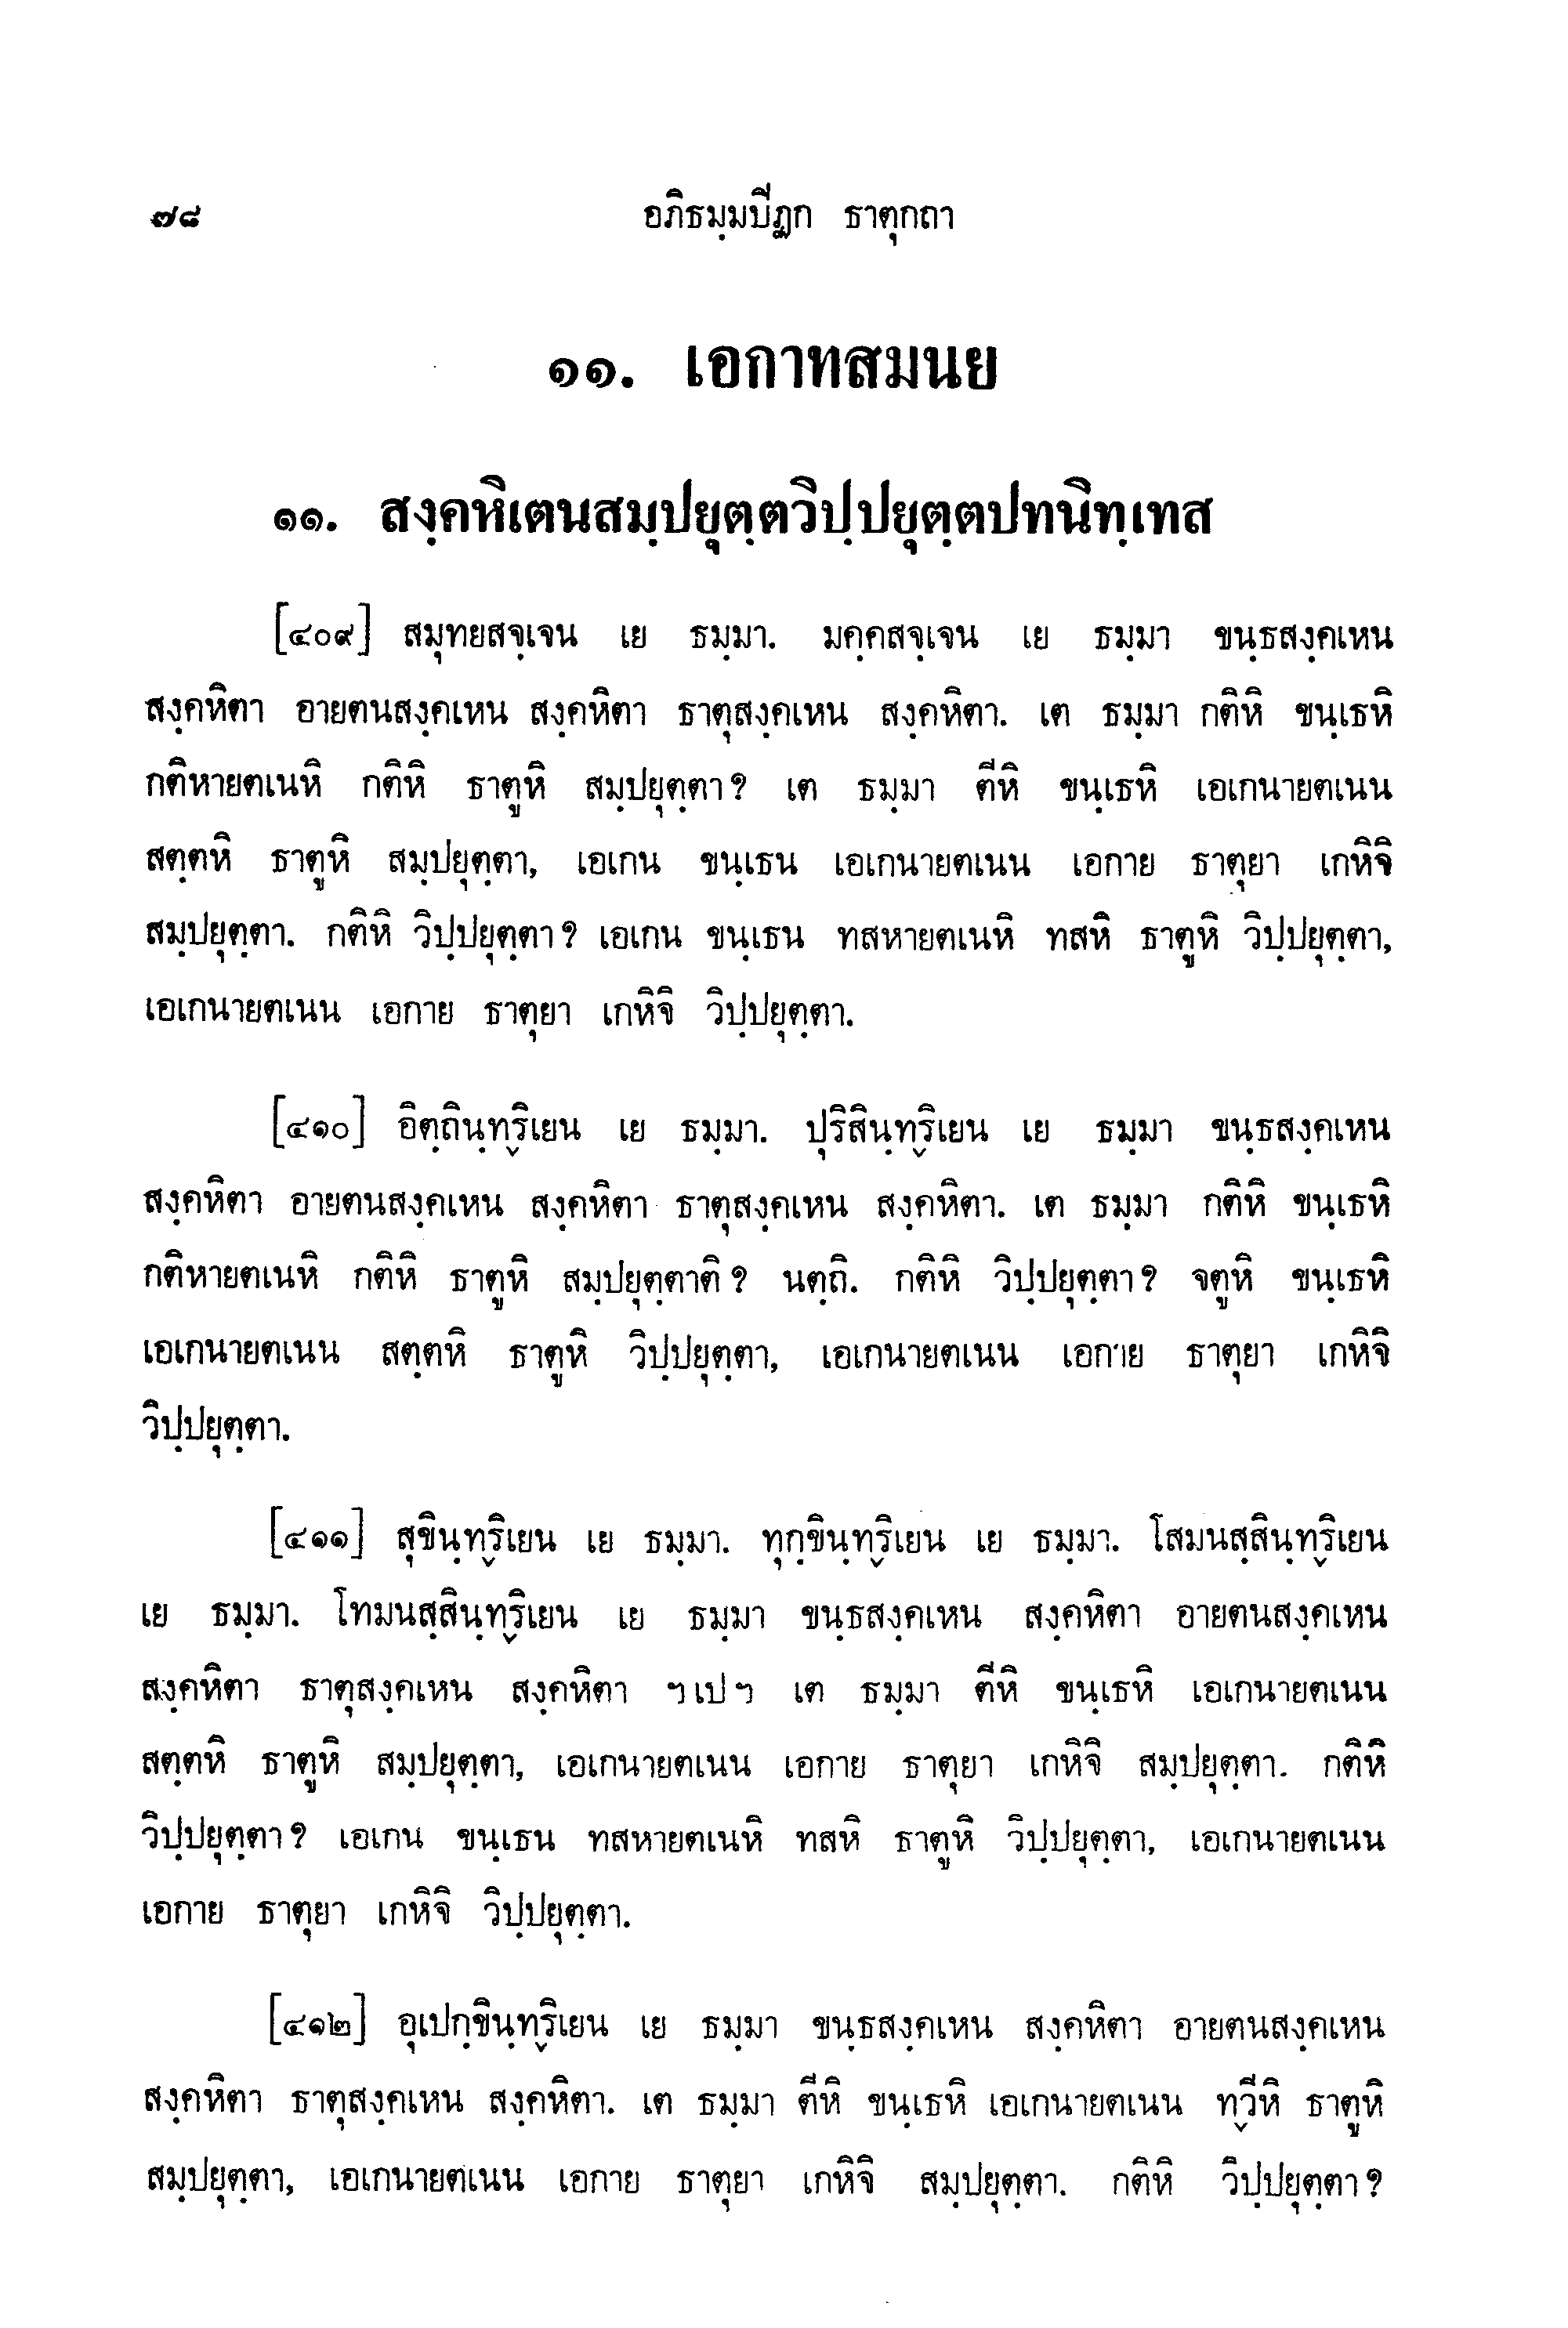 ๗๘ อภิธมฺมปีฏก ธาตุกถา
๑๑. เอกาทสมนย
๑๑. สงฺคหิเตนสมฺปยุตฺตวิปฺปยุตฺตปทนิทฺเทส
[๔๐๙] สมุทยสจฺเจน เย ธมฺมา. มคฺคสจฺเจน เย ธมฺมา ขนฺธสงฺคเหน
สงฺคหิตา อายตนสงฺคเหน สงฺคหิตา ธาตุสงฺคเหน สงฺคหิตา. เต ธมฺมา กติหิ ขนฺเธหิ
กติหายตเนหิ กติหิ ธาตูหิ สมฺปยุตฺตา? เต ธมฺมา ตีหิ ขนฺเธหิ เอเกนายตเนน
สตฺตหิ ธาตูหิ สมฺปยุตฺตา, เอเกน ขนฺเธน เอเกนายตเนน เอกาย ธาตุยา เกหิจิ
สมฺปยุตฺตา. กติหิ วิปฺปยุตฺตา? เอเกน ขนฺเธน ทสหายตเนหิ ทสหิ ธาตูหิ วิปฺปยุตฺตา,
เอเกนายตเนน เอกาย ธาตุยา เกหิจิ วิปฺปยุตฺตา.
[๔๑๐] อิตฺถินฺทฺริเยน เย ธมฺมา. ปุริสินฺทฺริเยน เย ธมฺมา ขนฺธสงฺคเหน
สงฺคหิตา อายตนสงฺคเหน สงฺคหิตา ธาตุสงฺคเหน สงฺคหิตา. เต ธมฺมา กติหิ ขนฺเธหิ
กติหายตเนหิ กติหิ ธาตูหิ สมฺปยุตฺตาติ? นตฺถิ. กติหิ วิปฺปยุตฺตา? จตูหิ ขนฺเธหิ
เอเกนายตเนน สตฺตหิ ธาตูหิ วิปฺปยุตฺตา, เอเกนายตเนน เอกาย ธาตุยา เกหิจิ
วิปฺปยุตฺตา.
[๔๑๑] สุขินฺทฺริเยน เย ธมฺมา. ทุกฺขินฺทฺริเยน เย ธมฺมา. โสมนสฺสินฺทฺริเยน
เย ธมฺมา. โทมนสฺสินฺทฺริเยน เย ธมฺมา ขนฺธสงฺคเหน สงฺคหิตา อายตนสงฺคเหน
สงฺคหิตา ธาตุสงฺคเหน สงฺคหิตา ฯเปฯ เต ธมฺมา ตีหิ ขนฺเธหิ เอเกนายตเนน
สตฺตหิ ธาตูหิ สมฺปยุตฺตา, เอเกนายตเนน เอกาย ธาตุยา เกหิจิ สมฺปยุตฺตา. กติหิ
วิปฺปยุตฺตา? เอเกน ขนฺเธน ทสหายตเนหิ ทสหิ ธาตูหิ วิปฺปยุตฺตา, เอเกนายตเนน
เอกาย ธาตุยา เกหิจิ วิปฺปยุตฺตา.
[๔๑๒] อุเปกฺขินฺทฺริเยน เย ธมฺมา ขนฺธสงฺคเหน สงฺคหิตา อายตนสงฺคเหน
สงฺคหิตา ธาตุสงฺคเหน สงฺคหิตา. เต ธมฺมา ตีหิ ขนฺเธหิ เอเกนายตเนน ทฺวีหิ ธาตูหิ
สมฺปยุตฺตา, เอเกนายตเนน เอกาย ธาตุยา เกหิจิ สมฺปยุตฺตา. กติหิ วิปฺปยุตฺตา?